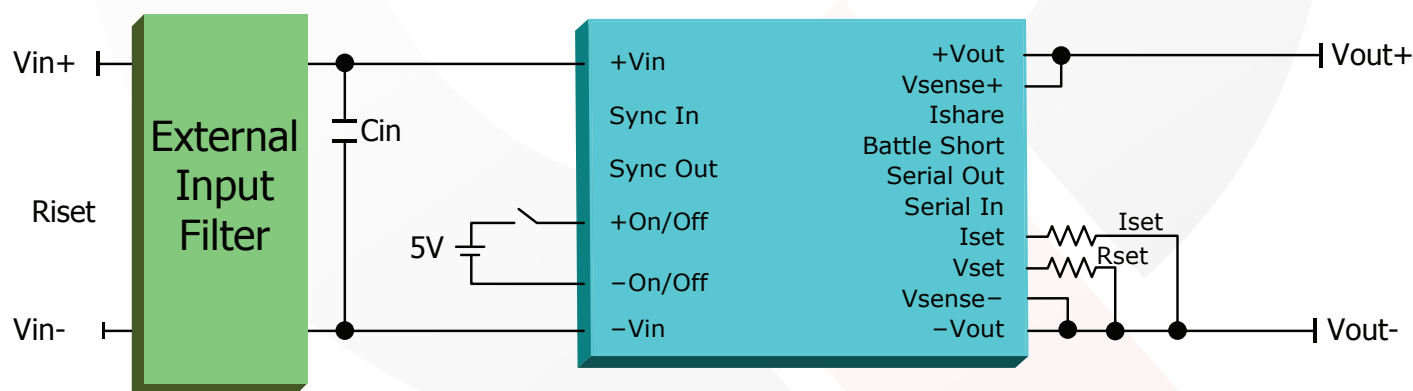 Vin+
Riset
Vin-
External
Input
Filter
Cin
5V
+Vin
Sync In
Sync Out
+On/Off
−On/Off
−Vin
+Vout
Vsense+
Ishare
Battle Short
Serial Out
Serial In
Iset
Vset
Vsense−
−Vout
Iset
Rset
Vout+
Vout-